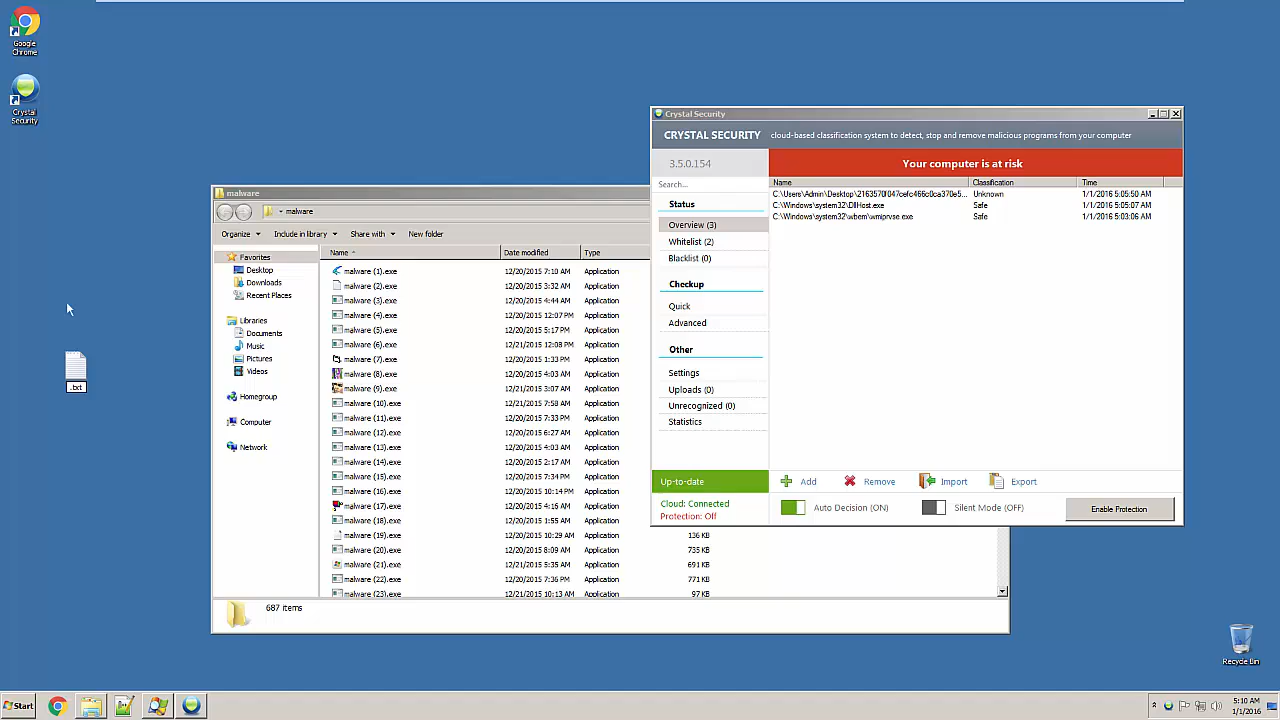 Google
Chrome
Crystal
Security
.txt
malware
malware
Organize
Include in library
Share with
New folder
Favorites
Desktop
Downloads
Recent Places
Libraries
Documents
Music
Pictures
Videos
Homegroup
Computer
Network
Name Date modified Type
malware (1).exe 12/20/2015 7:10 AM Application
malware (2).exe 12/20/2015 3:32 AM Application
malware (3).exe 12/20/2015 4:44 AM Application
malware (4).exe 12/20/2015 12:07 PM Application
malware (5).exe 12/20/2015 5:17 PM Application
malware (6).exe 12/21/2015 12:08 PM Application
malware (7).exe 12/20/2015 1:33 PM Application
malware (8).exe 12/20/2015 4:03 AM Application
malware (9).exe 12/21/2015 3:07 AM Application
malware (10).exe 12/21/2015 7:58 AM Application
malware (11).exe 12/20/2015 7:33 PM Application
malware (12).exe 12/20/2015 6:27 AM Application
malware (13).exe 12/20/2015 4:03 AM Application
malware (14).exe 12/20/2015 2:17 AM Application
malware (15).exe 12/20/2015 7:34 PM Application
malware (16).exe 12/20/2015 10:14 PM Application
malware (17).exe 12/20/2015 4:16 AM Application
malware (18).exe 12/20/2015 1:55 AM Application
malware (19).exe 12/20/2015 10:29 AM Application 136 KB
malware (20).exe 12/20/2015 8:09 AM Application 735 KB
malware (21).exe 12/21/2015 5:35 AM Application 691 KB
malware (22).exe 12/20/2015 7:36 PM Application 771 KB
malware (23).exe 12/21/2015 10:13 AM Application 97 KB
687 items
Crystal Security
CRYSTAL SECURITY cloud-based classification system to detect, stop and remove malicious programs from your computer
3.5.0.154
Your computer is at risk
Search...
Status
Overview (3)
Whitelist (2)
Blacklist (0)
Checkup
Quick
Advanced
Other
Settings
Uploads (0)
Unrecognized (0)
Statistics
Name Classification Time
C:\Users\Admin\Desktop\2163570f047cefc466c0ca370e5... Unknown 1/1/2016 5:05:50 AM
C:\Windows\system32\DllHost.exe Safe 1/1/2016 5:05:07 AM
C:\Windows\system32\wbem\wmiprvse.exe Safe 1/1/2016 5:03:06 AM
Up-to-date
Add
Remove
Import
Export
Cloud: Connected
Protection: Off
Auto Decision (ON)
Silent Mode (OFF)
Enable Protection
Recycle Bin
Start
5:10 AM
1/1/2016